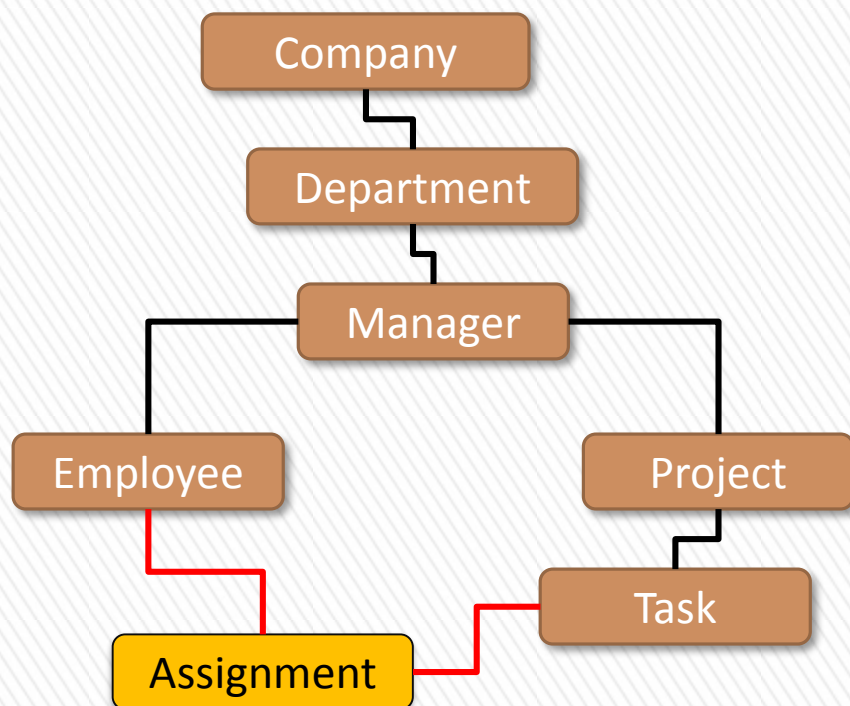 Company
Department
Manager
Employee
Project
Task
Assignment